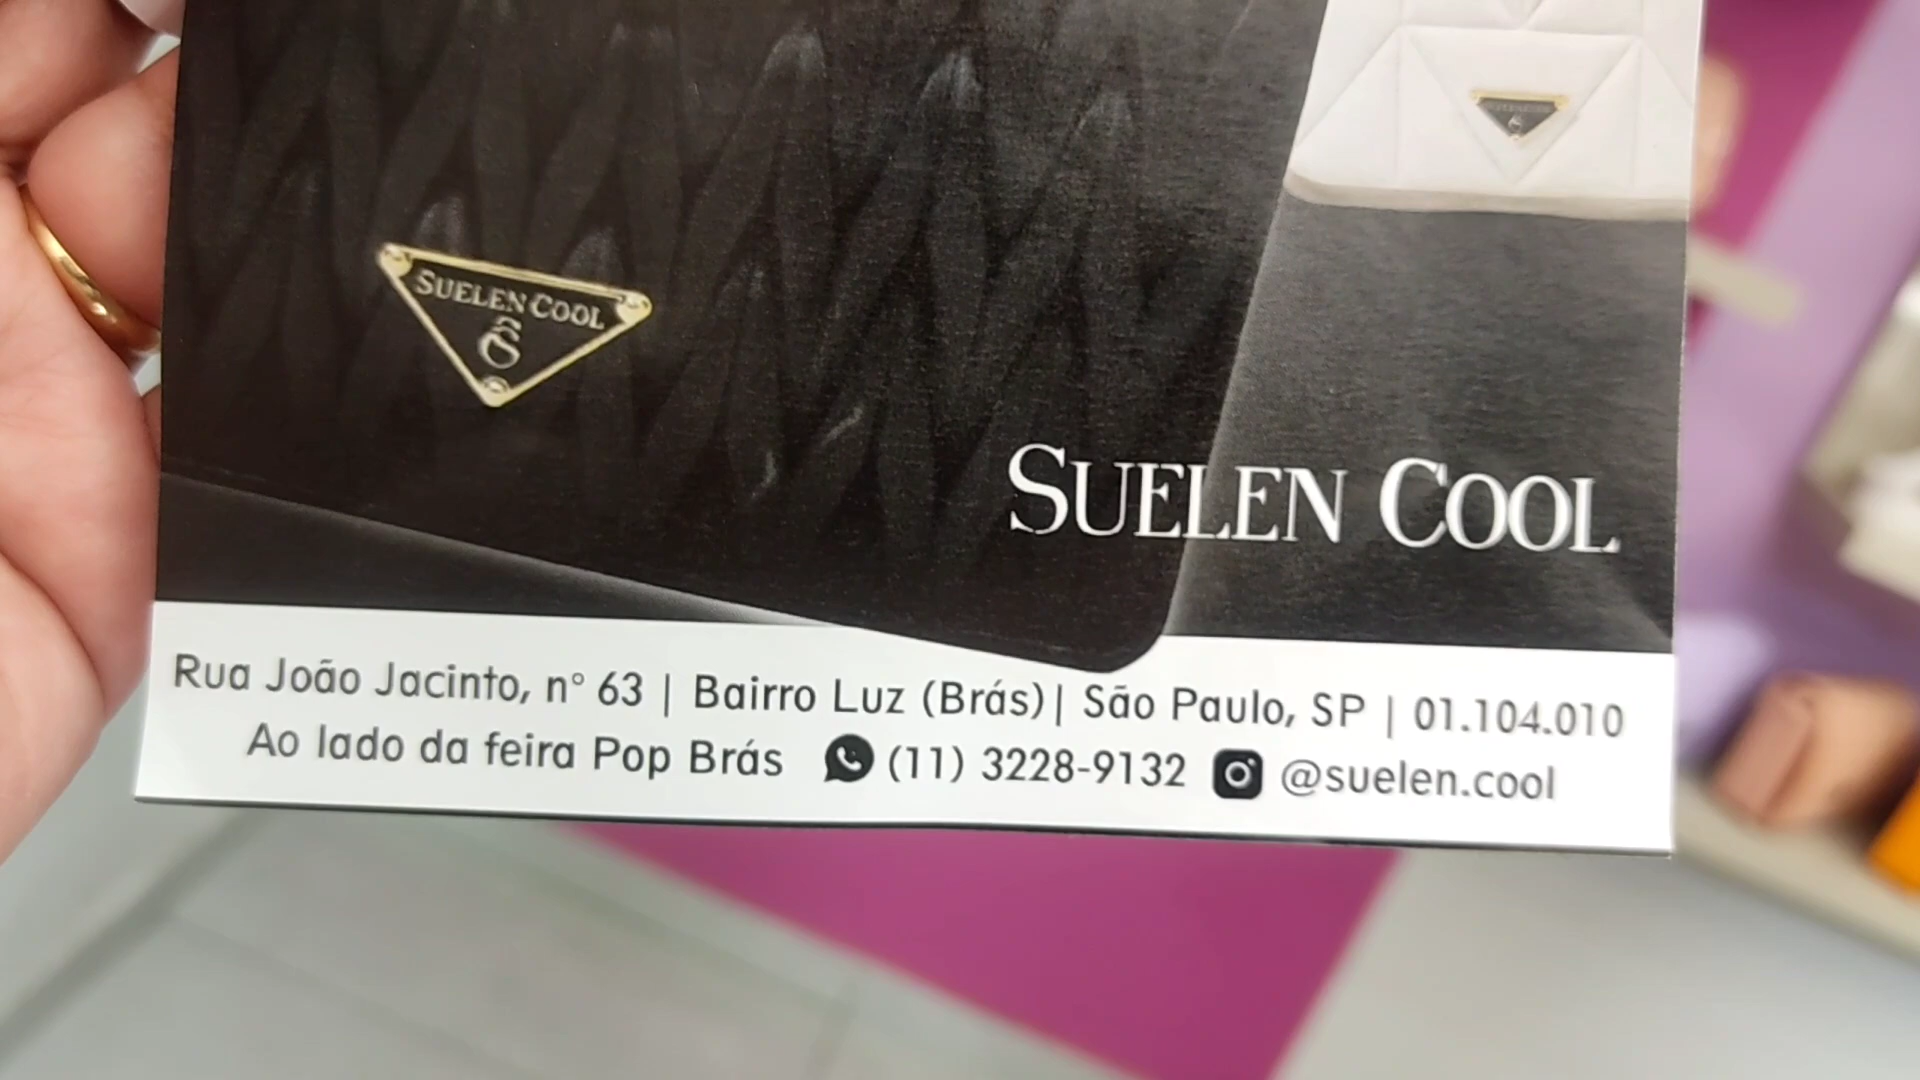 SUELEN COOL
SUELEN COOL
Rua João Jacinto, n° 63 | Bairro Luz (Brás)| São Paulo, SP | 01.104.010
Ao lado da feira Pop Brás (11) 3228-9132 @suelen.cool